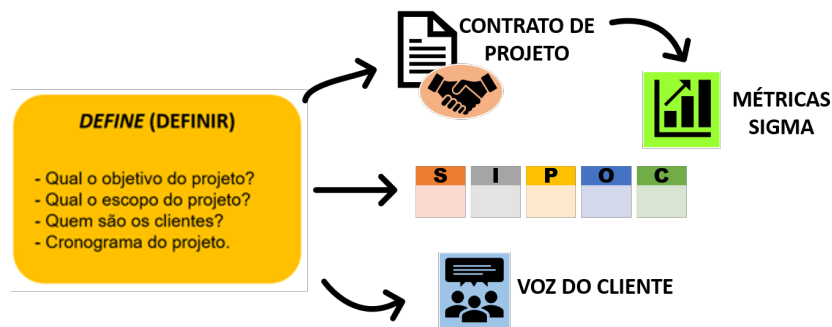 DEFINE (DEFINIR)
- Qual o objetivo do projeto?
- Qual o escopo do projeto?
- Quem são os clientes?
- Cronograma do projeto.
CONTRATO DE
PROJETO
MÉTRICAS
SIGMA
S I P O C
VOZ DO CLIENTE